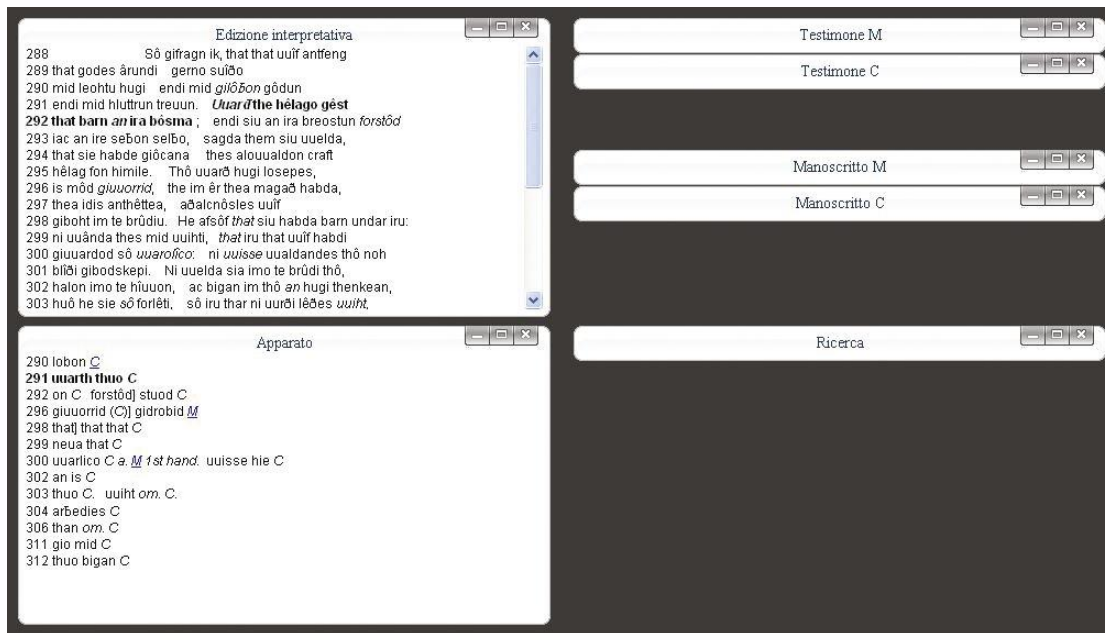 Edizione interpretativa
288 Sô gifragn ik, that that uuîf antfeng
289 that godes ârundi gerno suîðo
290 mid leohtu hugi endi mid gilôƀon gôdun
291 endi mid hluttrun treuun. Uuarđ the hêlago gêst
292 that barn an ira bósma ; endi siu an ira breostun forstôd
293 iac an ire seƀon selƀo, sagda them siu uuelda,
294 that sie habde giôcana thes alouualdon craft
295 hêlag fon himile. Thô uuarð hugi Iosepes,
296 is môd giuuorrid, the im êr thea magað habda,
297 thea idis anthêttea, aðalcnôsles uuîf
298 giboht im te brûdiu. He afsôf that siu habda barn undar iru:
299 ni uuânda thes mid uuihti, that iru that uuîf habdi
300 giuuardod sô uuarolîco: ni uuisse uualdandes thô noh
301 blîði gibodskepi. Ni uuelda sia imo te brûdi thô,
302 halon imo te hîuuon, ac bigan im thô an hugi thenkean,
303 huô he sie sô forlêti, sô iru thar ni uurði lêðes uuiht,
Apparato
290 lobon C
291 uuarth thuo C
292 on C forstôd] stuod C
296 giuuorrid (C)] gidrobid M
298 that] that that C
299 neua that C
300 uuarlico C a. M 1st hand. uuisse hie C
302 an is C
303 thuo C. uuiht om. C.
304 arƀedies C
306 than om. C
311 gio mid C
312 thuo bigan C
Testimone M
Testimone C
Manoscritto M
Manoscritto C
Ricerca